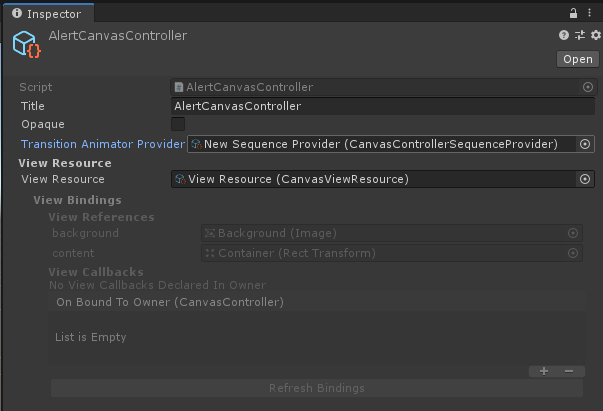 Inspector
AlertCanvasController
Open
Script AlertCanvasController
Title AlertCanvasController
Opaque
Transition Animator Provider New Sequence Provider (CanvasControllerSequenceProvider)
View Resource
View Resource View Resource (CanvasViewResource)
View Bindings
View References
background Background (Image)
content Container (Rect Transform)
View Callbacks
No View Callbacks Declared In Owner
On Bound To Owner (CanvasController)
List is Empty
Refresh Bindings